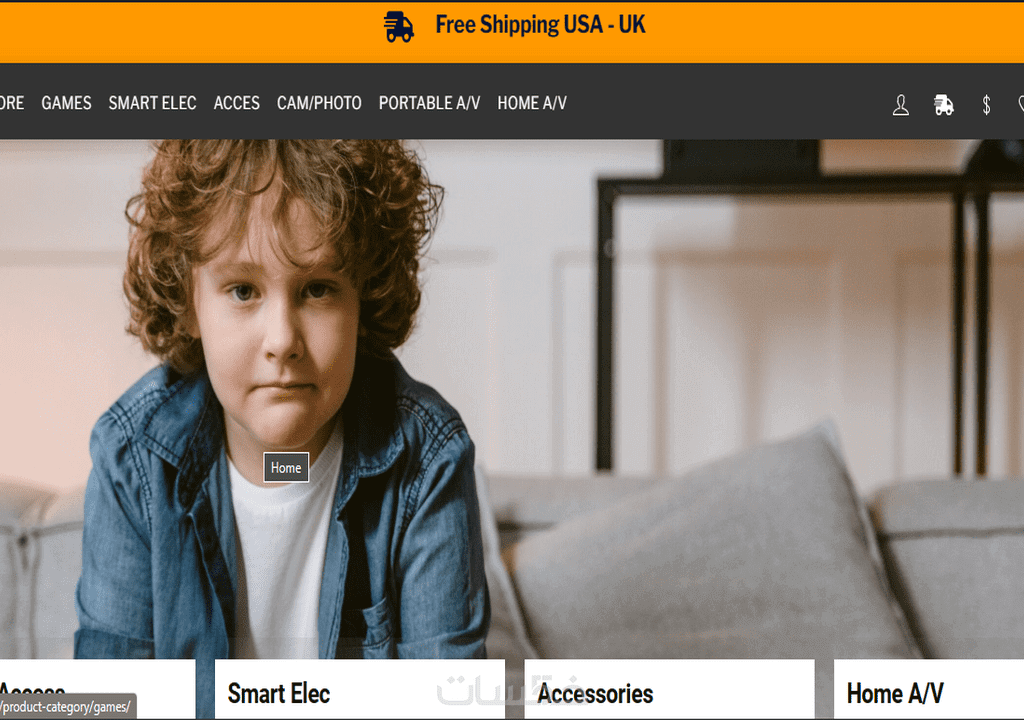 Free Shipping USA - UK
ORE GAMES SMART ELEC ACCES CAM/PHOTO PORTABLE A/V HOME A/V
$
Home
Smart Elec Accessories Home A/V
/product-category/games/
خمسات